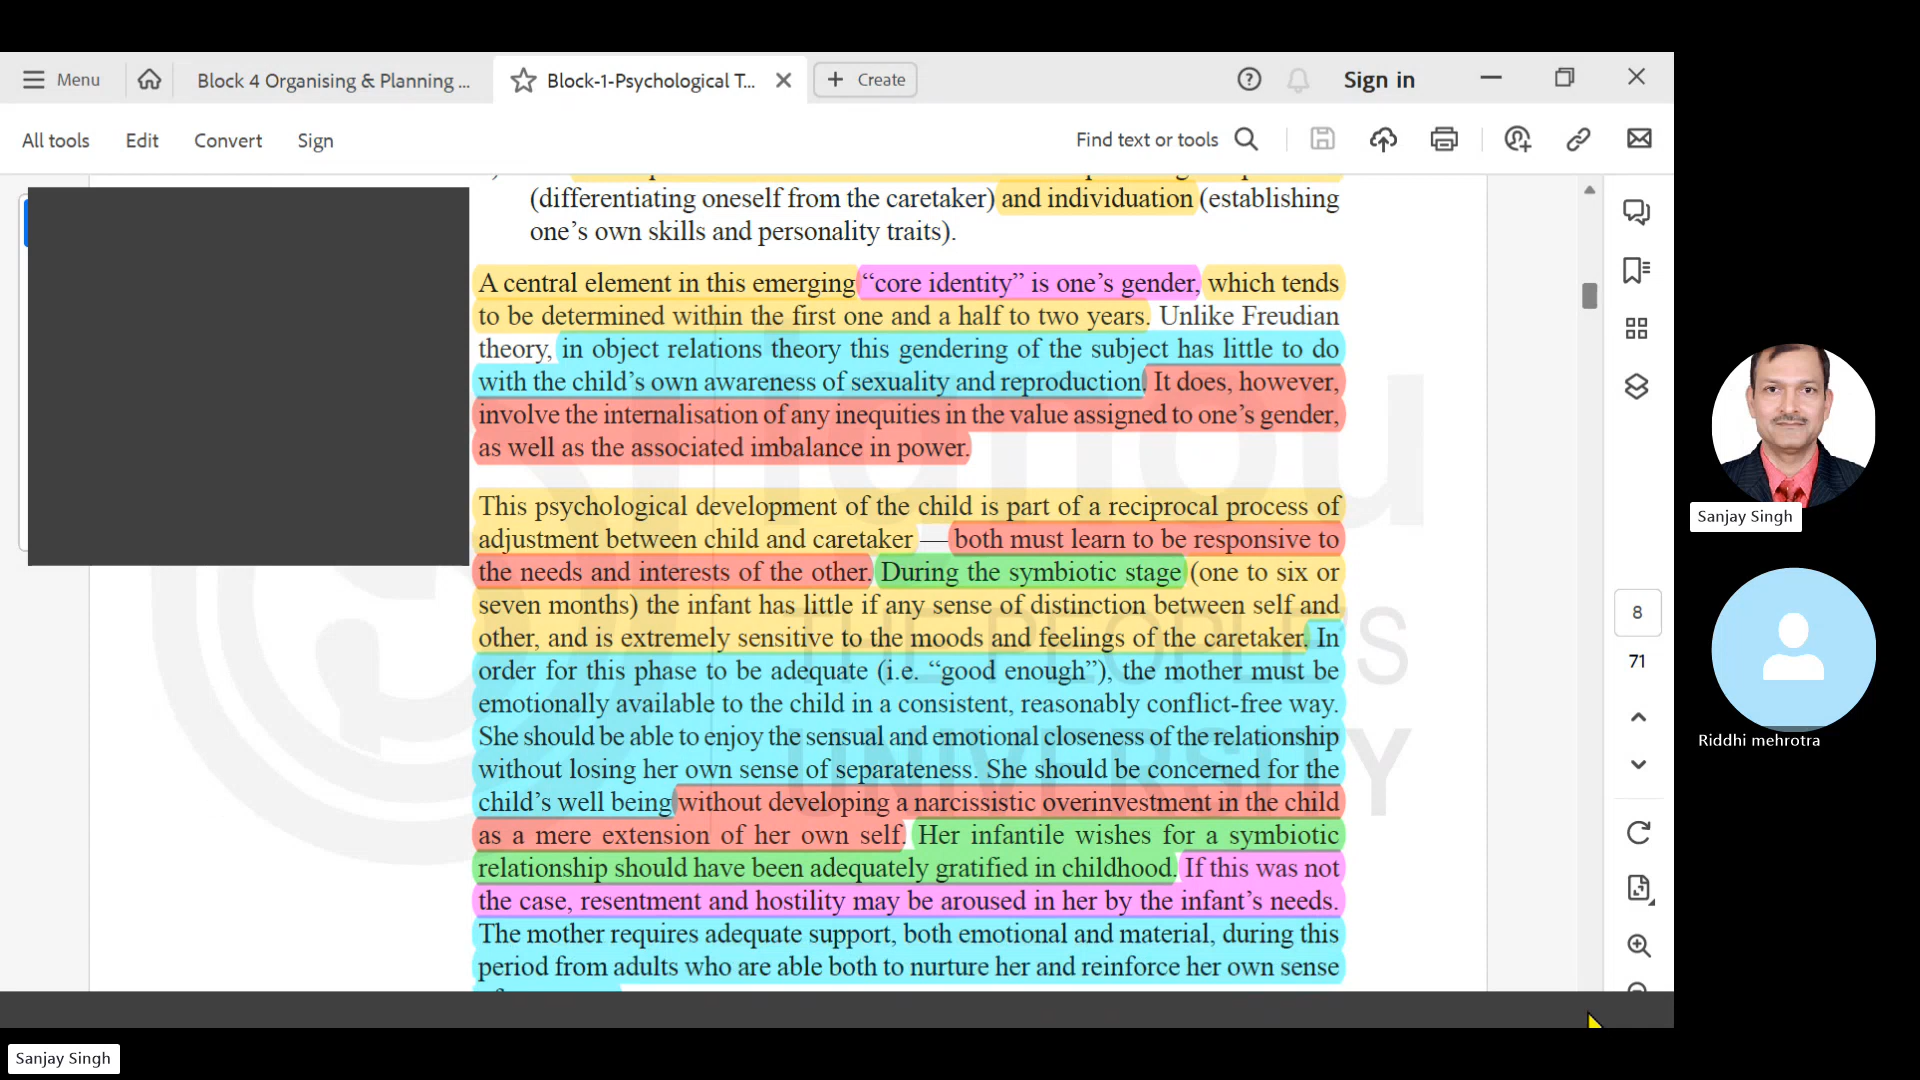 Menu
Block 4 Organising & Planning ...
Block-1-Psychological T...
Create
Sign in
All tools
Edit
Convert
Sign
Find text or tools
(differentiating oneself from the caretaker) and individuation (establishing
one’s own skills and personality traits).
A central element in this emerging “core identity” is one’s gender, which tends
to be determined within the first one and a half to two years. Unlike Freudian
theory, in object relations theory this gendering of the subject has little to do
with the child’s own awareness of sexuality and reproduction. It does, however,
involve the internalisation of any inequities in the value assigned to one’s gender,
as well as the associated imbalance in power.
This psychological development of the child is part of a reciprocal process of
adjustment between child and caretaker — both must learn to be responsive to
the needs and interests of the other. During the symbiotic stage (one to six or
seven months) the infant has little if any sense of distinction between self and
other, and is extremely sensitive to the moods and feelings of the caretaker. In
order for this phase to be adequate (i.e. “good enough”), the mother must be
emotionally available to the child in a consistent, reasonably conflict-free way.
She should be able to enjoy the sensual and emotional closeness of the relationship
without losing her own sense of separateness. She should be concerned for the
child’s well being without developing a narcissistic overinvestment in the child
as a mere extension of her own self. Her infantile wishes for a symbiotic
relationship should have been adequately gratified in childhood. If this was not
the case, resentment and hostility may be aroused in her by the infant’s needs.
The mother requires adequate support, both emotional and material, during this
period from adults who are able both to nurture her and reinforce her own sense
ignou
THE PEOPLE'S
UNIVERSITY
8
71
Sanjay Singh
Riddhi mehrotra
Sanjay Singh